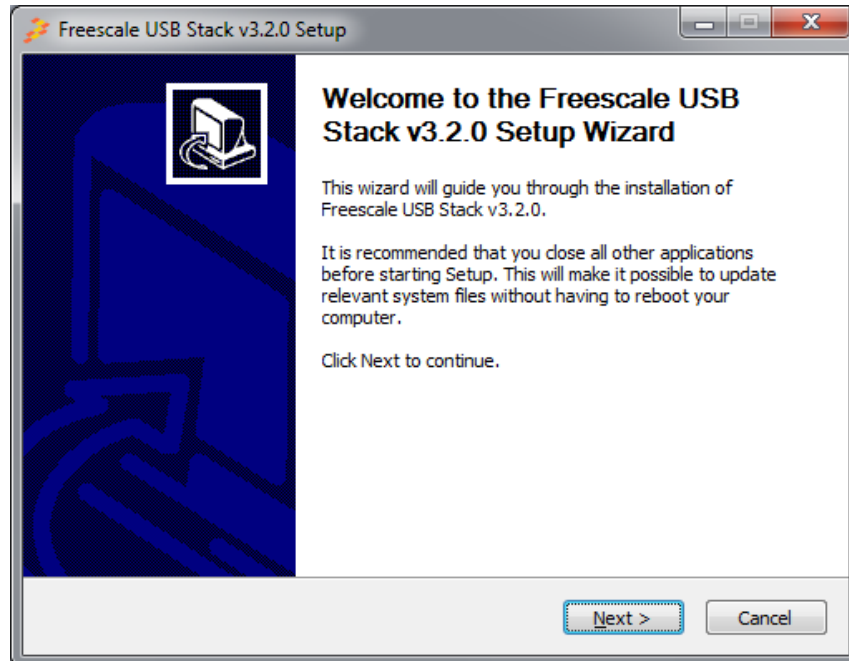 Freescale USB Stack v3.2.0 Setup
Welcome to the Freescale USB
Stack v3.2.0 Setup Wizard
This wizard will guide you through the installation of
Freescale USB Stack v3.2.0.
It is recommended that you close all other applications
before starting Setup. This will make it possible to update
relevant system files without having to reboot your
computer.
Click Next to continue.
Next >
Cancel